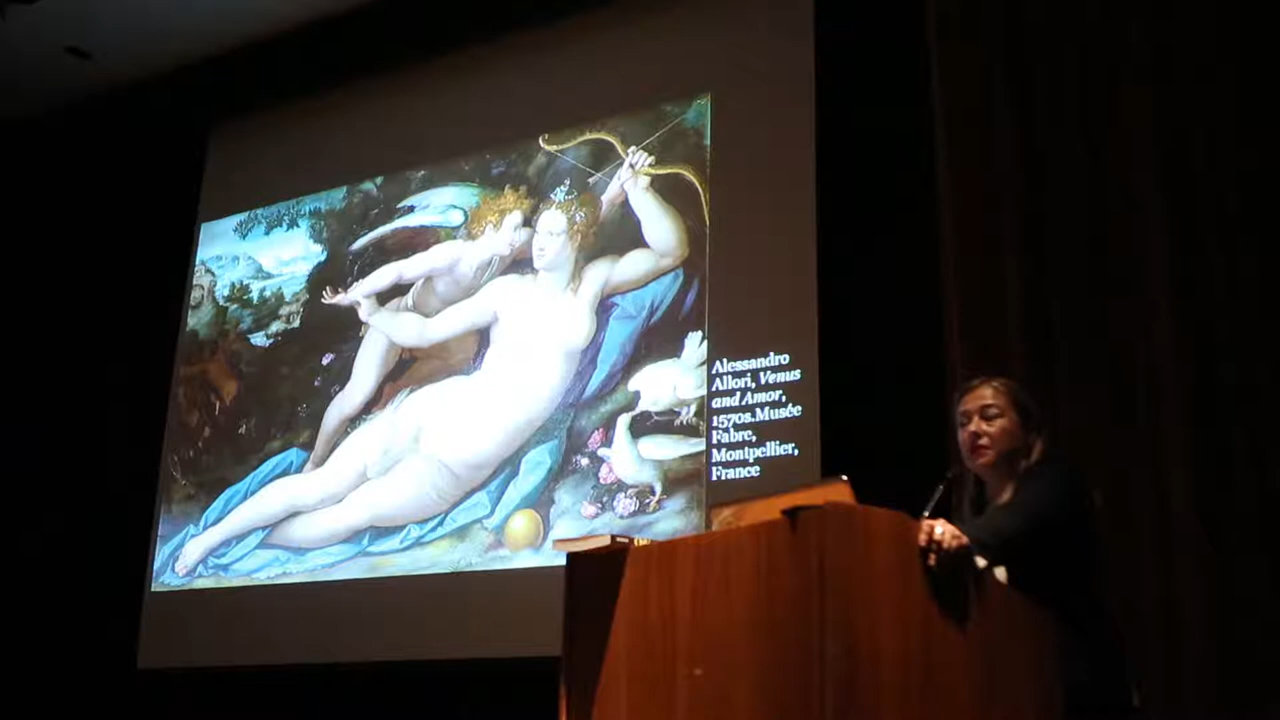 Alessandro
Allori, Venus
and Amor,
1570s.Musée
Fabre,
Montpellier,
France